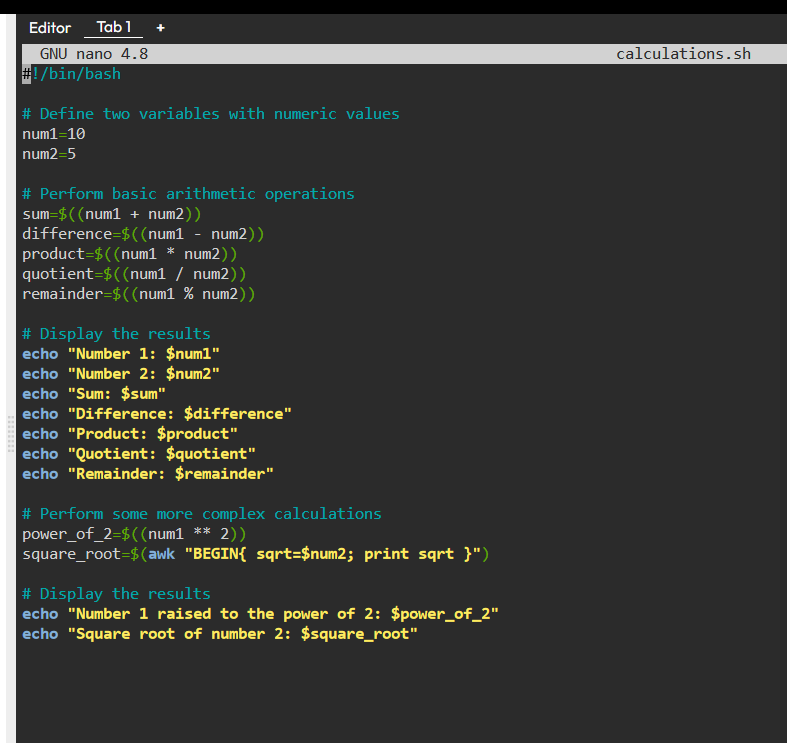 Editor Tab 1 +
GNU nano 4.8 calculations.sh
#!/bin/bash
# Define two variables with numeric values
num1=10
num2=5
# Perform basic arithmetic operations
sum=$((num1 + num2))
difference=$((num1 - num2))
product=$((num1 * num2))
quotient=$((num1 / num2))
remainder=$((num1 % num2))
# Display the results
echo "Number 1: $num1"
echo "Number 2: $num2"
echo "Sum: $sum"
echo "Difference: $difference"
echo "Product: $product"
echo "Quotient: $quotient"
echo "Remainder: $remainder"
# Perform some more complex calculations
power_of_2=$((num1 ** 2))
square_root=$(awk "BEGIN{ sqrt=$num2; print sqrt }")
# Display the results
echo "Number 1 raised to the power of 2: $power_of_2"
echo "Square root of number 2: $square_root"